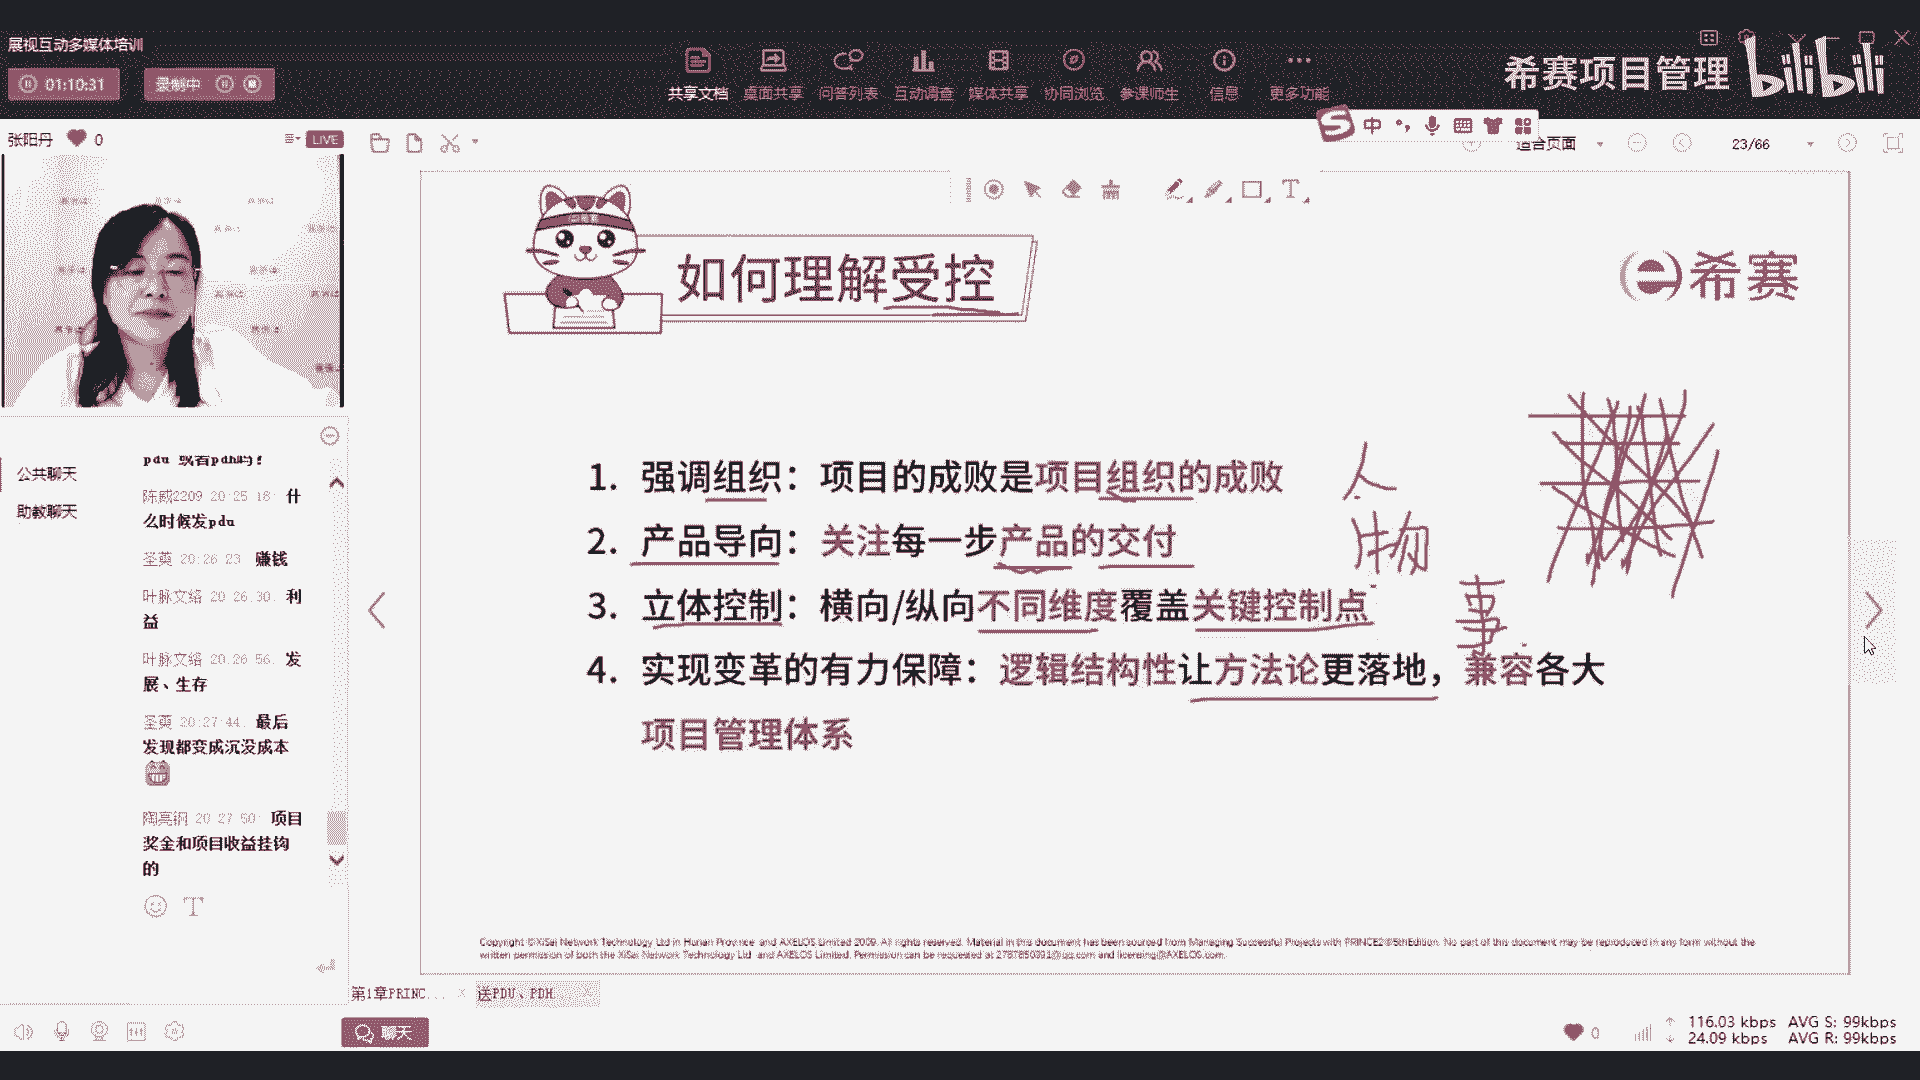 展视互动多媒体培训
01:10:31
录制中
共享文档 桌面共享 问答列表 互动调查 媒体共享 协同浏览 参课师生 信息 更多功能
希赛项目管理 bilibili
张阳丹 0
LIVE
中
适合页面 23/66
如何理解受控
希赛
1. 强调组织：项目的成败是项目组织的成败
人
2. 产品导向：关注每一步产品的交付
物
3. 立体控制：横向/纵向不同维度覆盖关键控制点
事
4. 实现变革的有力保障：逻辑结构性让方法论更落地，兼容各大
项目管理体系
公共聊天
助教聊天
pdu 或者pdh吗！
陈威2209 20:25:18: 什
么时候发pdu
圣奠 20:26:23: 赚钱
叶脉文络 20:26:30: 利
益
叶脉文络 20:26:56: 发
展、生存
圣奠 20:27:44: 最后
发现都变成沉没成本
陶亮钢 20:27:50: 项目
奖金和项目收益挂钩
的
Copyright ©XiSai Network Technology Ltd in Hunan Province and AXELOS Limited 2009. All rights reserved. Material in this document has been sourced from Managing Successful Projects with PRINCE2®5thEdition. No part of this document may be reproduced in any form without the
written permission of both the XiSai Network Technology Ltd and AXELOS Limited. Permission can be requested at
第1章PRINC... 送PDU、PDH
聊天
0
116.03 kbps AVG S: 99kbps
24.09 kbps AVG R: 99kbps